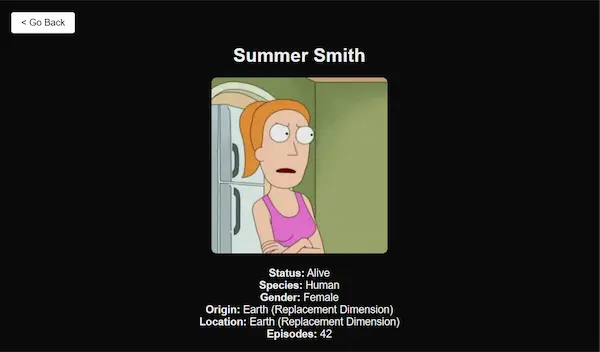 < Go Back
Summer Smith
Status: Alive
Species: Human
Gender: Female
Origin: Earth (Replacement Dimension)
Location: Earth (Replacement Dimension)
Episodes: 42